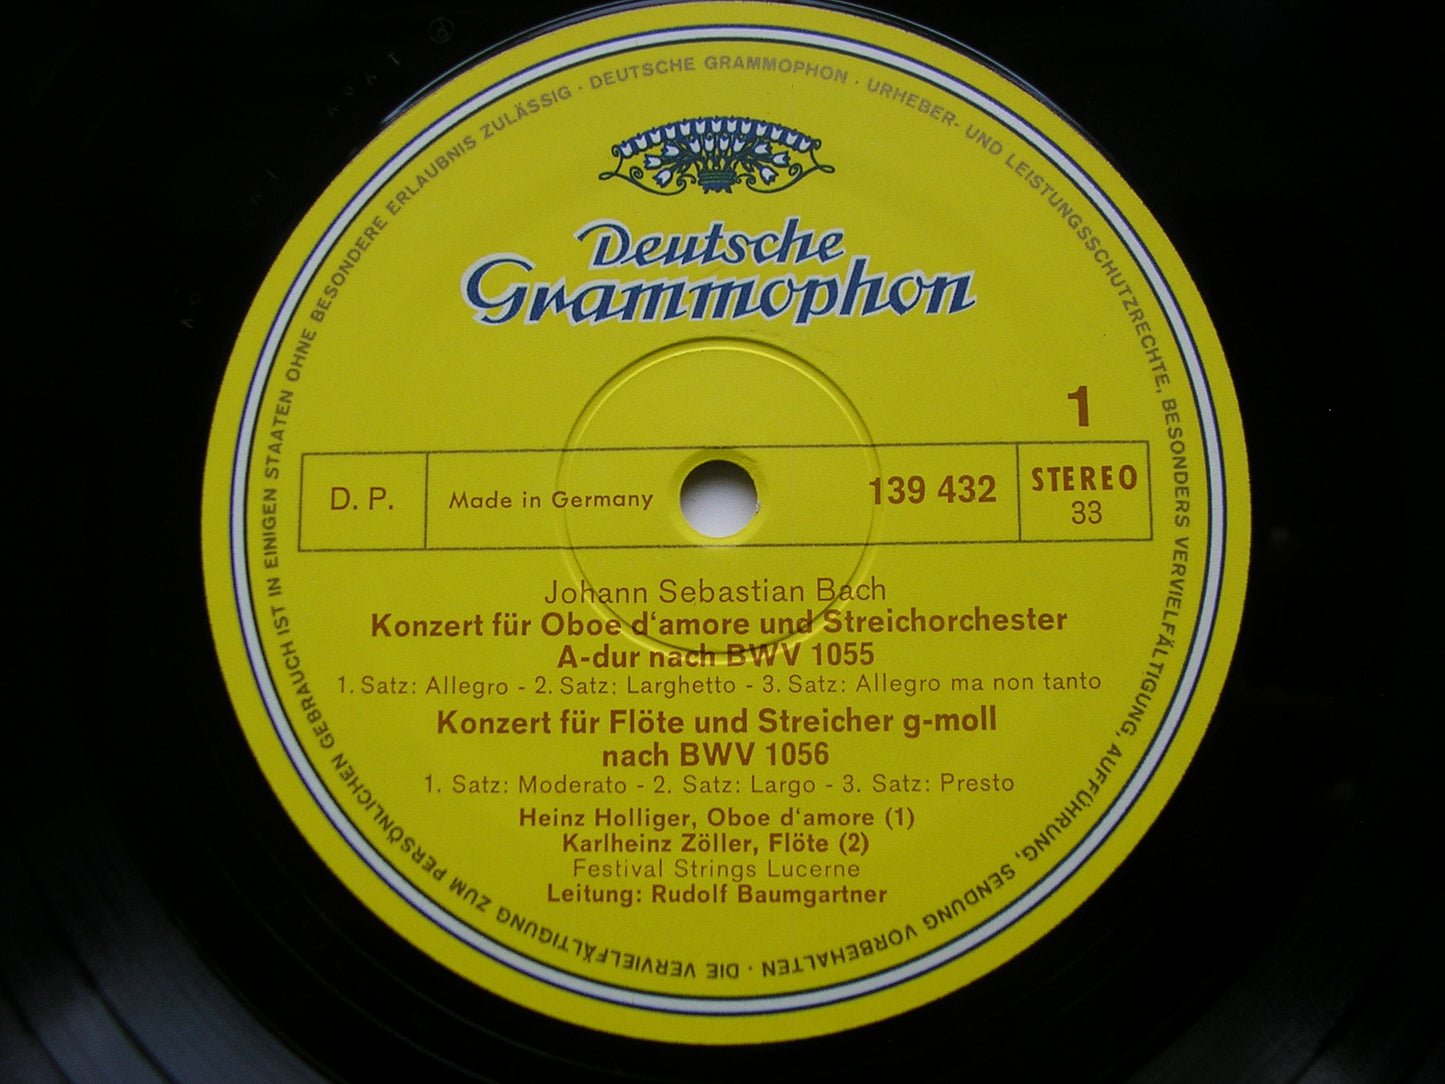 DEUTSCHE GRAMMOPHON · URHEBER- UND LEISTUNGSSCHUTZRECHTE, BESONDERS VERVIELFÄLTIGUNG, AUFFÜHRUNG, SENDUNG VORBEHALTEN · DIE VERVIELFÄLTIGUNG ZUM PERSÖNLICHEN GEBRAUCH IST IN EINIGEN STAATEN OHNE BESONDERE ERLAUBNIS ZULÄSSIG ·
Deutsche
Grammophon
1
D. P.
Made in Germany
139 432
STEREO
33
Johann Sebastian Bach
Konzert für Oboe d'amore und Streichorchester
A-dur nach BWV 1055
1. Satz: Allegro - 2. Satz: Larghetto - 3. Satz: Allegro ma non tanto
Konzert für Flöte und Streicher g-moll
nach BWV 1056
1. Satz: Moderato - 2. Satz: Largo - 3. Satz: Presto
Heinz Holliger, Oboe d'amore (1)
Karlheinz Zöller, Flöte (2)
Festival Strings Lucerne
Leitung: Rudolf Baumgartner